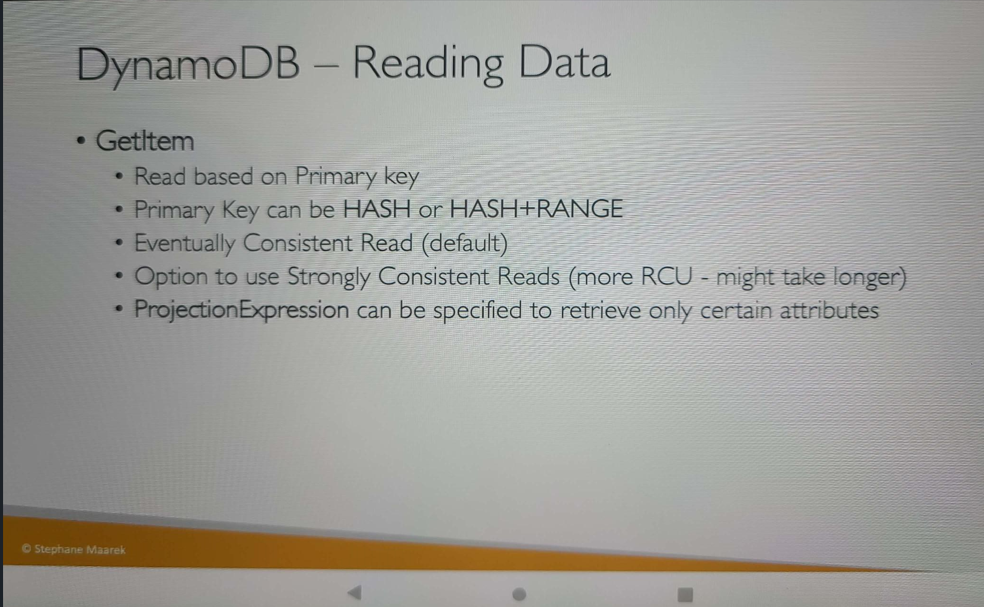 DynamoDB – Reading Data
• GetItem
• Read based on Primary key
• Primary Key can be HASH or HASH+RANGE
• Eventually Consistent Read (default)
• Option to use Strongly Consistent Reads (more RCU - might take longer)
• ProjectionExpression can be specified to retrieve only certain attributes
© Stephane Maarek